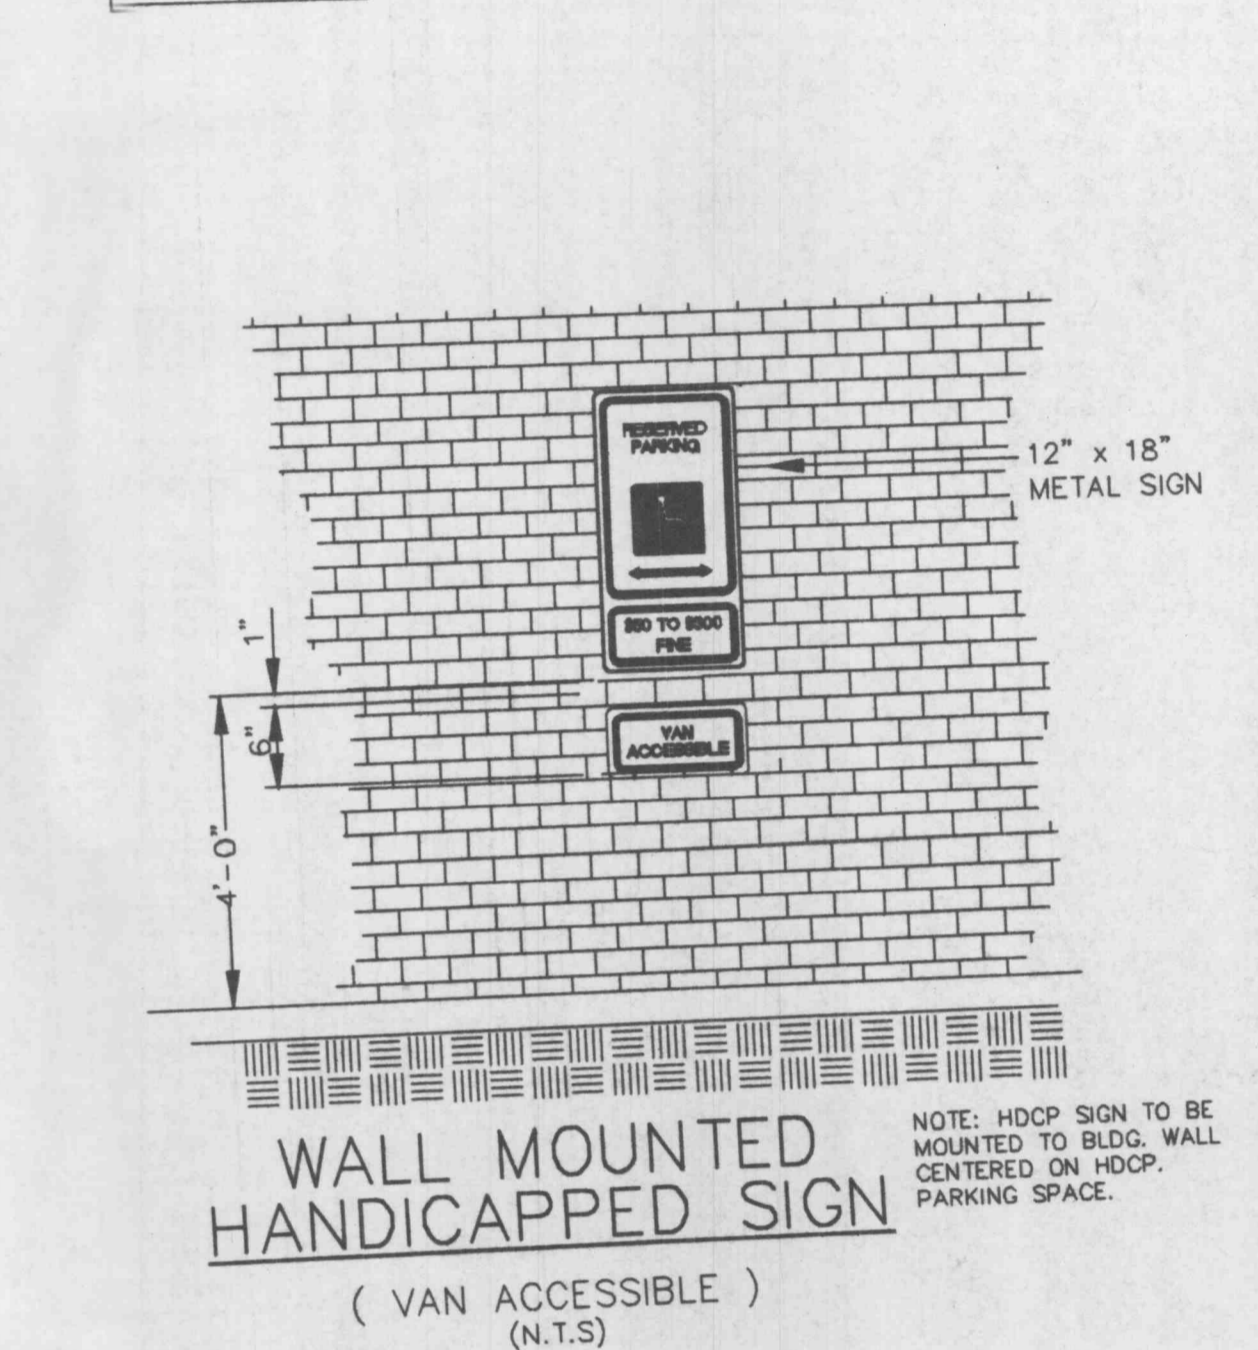 RESERVED
PARKING
12" x 18"
METAL SIGN
$50 TO $300
FINE
1"
6"
VAN
ACCESSIBLE
4'-0"
WALL MOUNTED
HANDICAPPED SIGN
( VAN ACCESSIBLE )
(N.T.S)
NOTE: HDCP SIGN TO BE
MOUNTED TO BLDG. WALL
CENTERED ON HDCP.
PARKING SPACE.